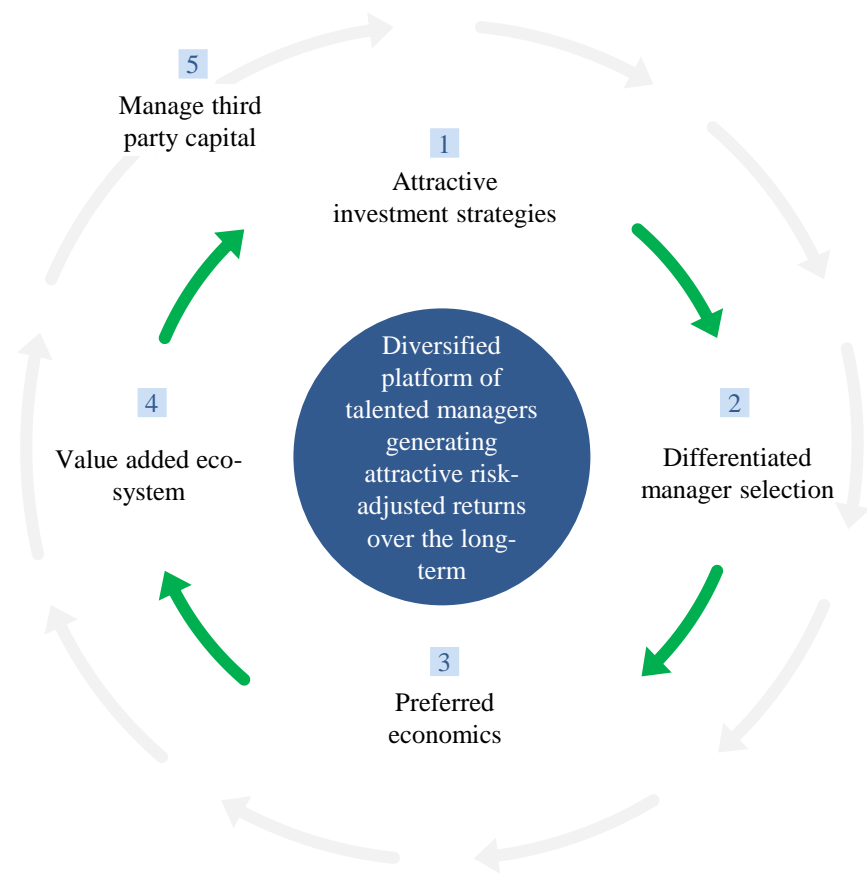 5
Manage third
party capital
1
Attractive
investment strategies
Diversified
platform of
talented managers
generating
attractive risk-
adjusted returns
over the long-
term
2
Differentiated
manager selection
3
Preferred
economics
4
Value added eco-
system